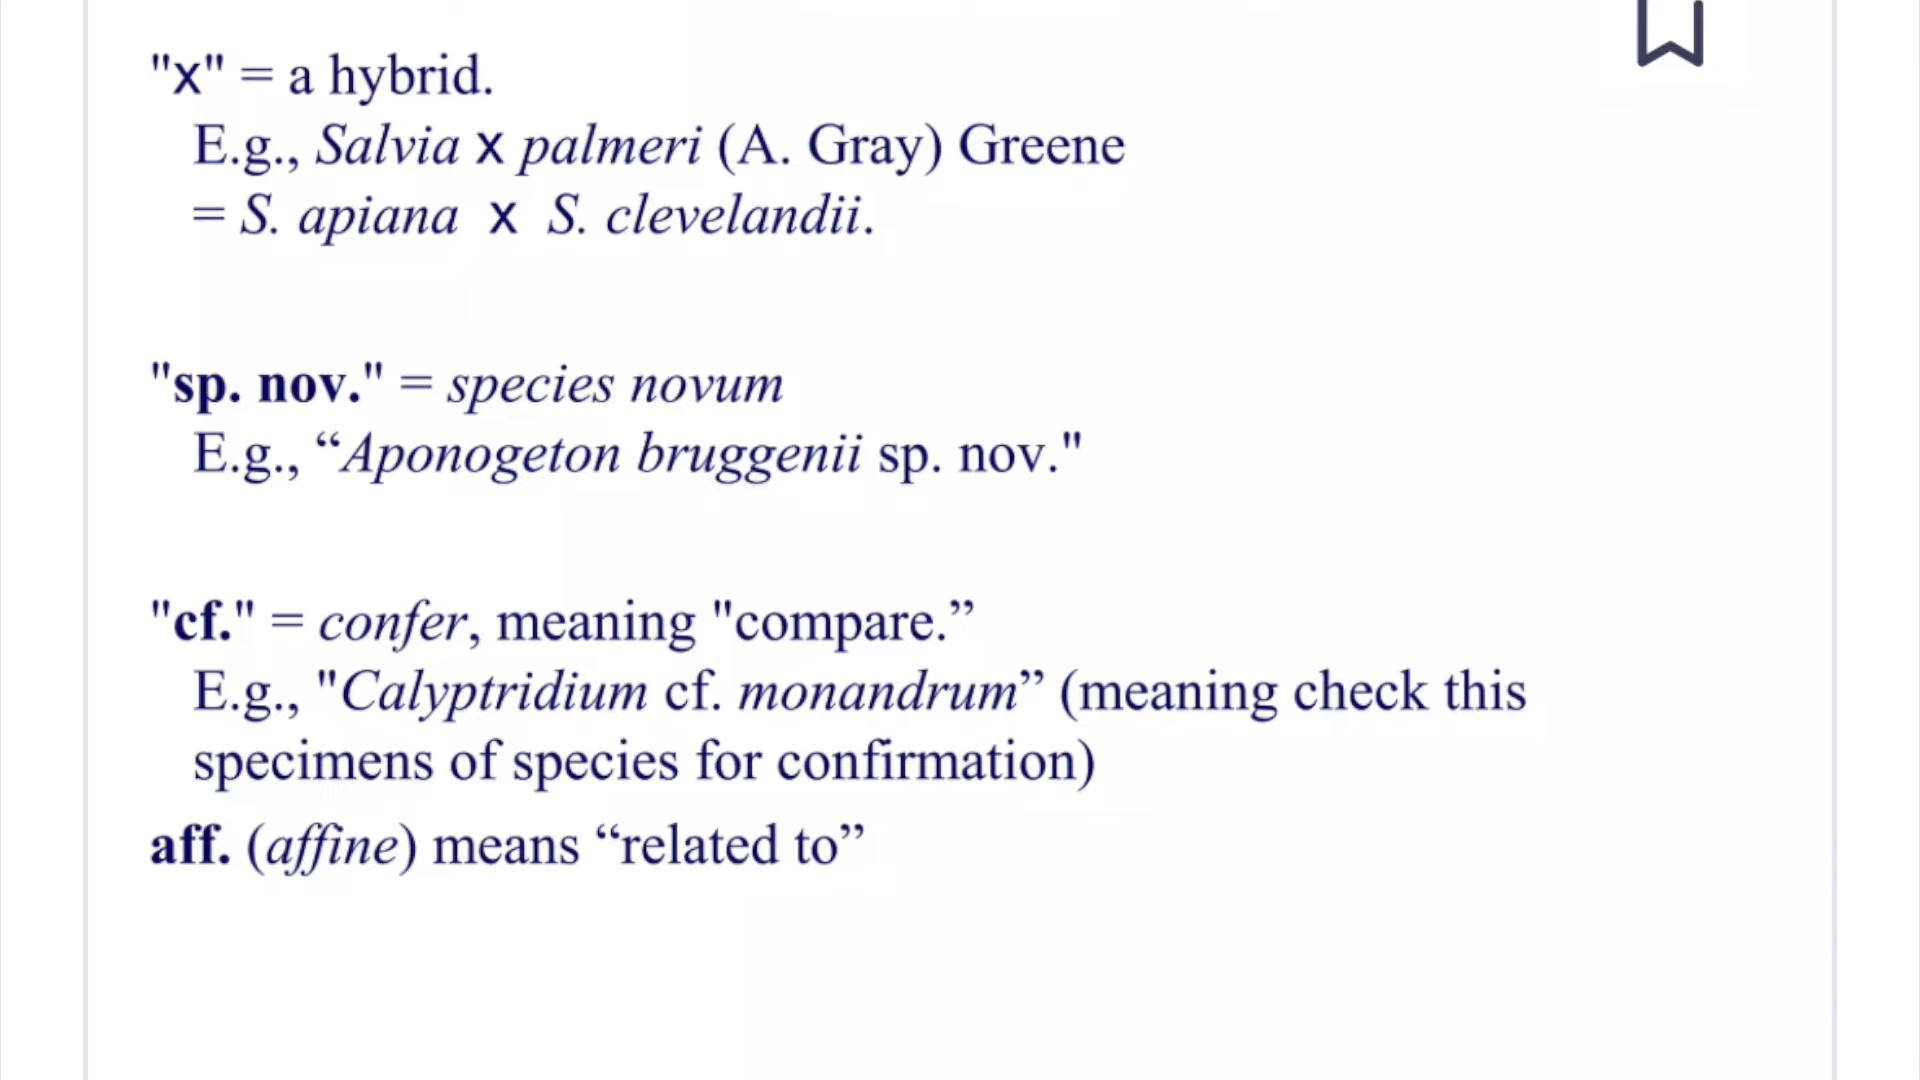 "x" = a hybrid.
E.g., Salvia x palmeri (A. Gray) Greene
= S. apiana x S. clevelandii.
"sp. nov." = species novum
E.g., “Aponogeton bruggenii sp. nov."
"cf." = confer, meaning "compare.”
E.g., "Calyptridium cf. monandrum” (meaning check this
specimens of species for confirmation)
aff. (affine) means “related to”